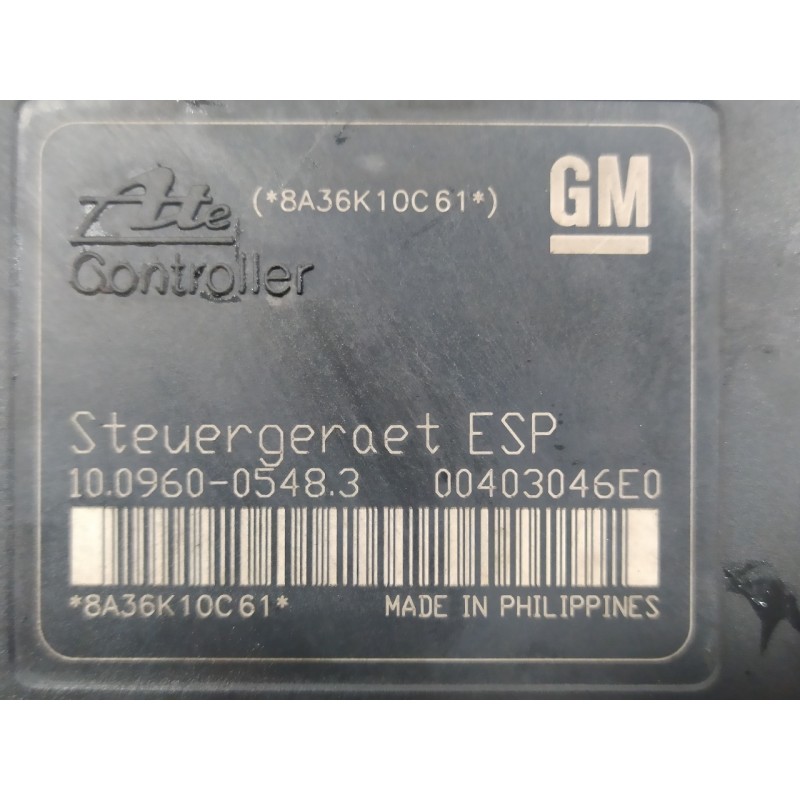 Ate (*8A36K10C61*) GM
Controller
Steuergeraet ESP
10.0960-0548.3 00403046E0
*8A36K10C61* MADE IN PHILIPPINES